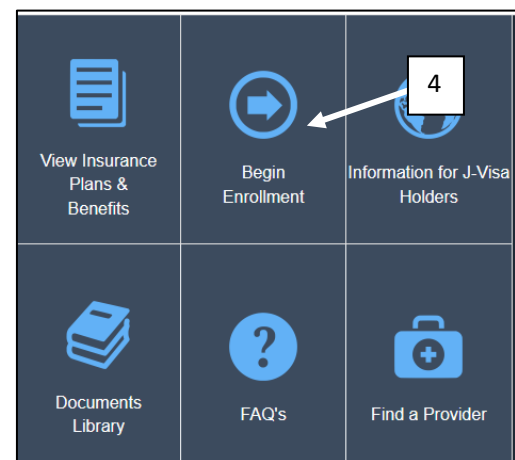 4
View Insurance
Plans &
Benefits
Begin
Enrollment
Information for J-Visa
Holders
?
Documents
Library
FAQ's
Find a Provider